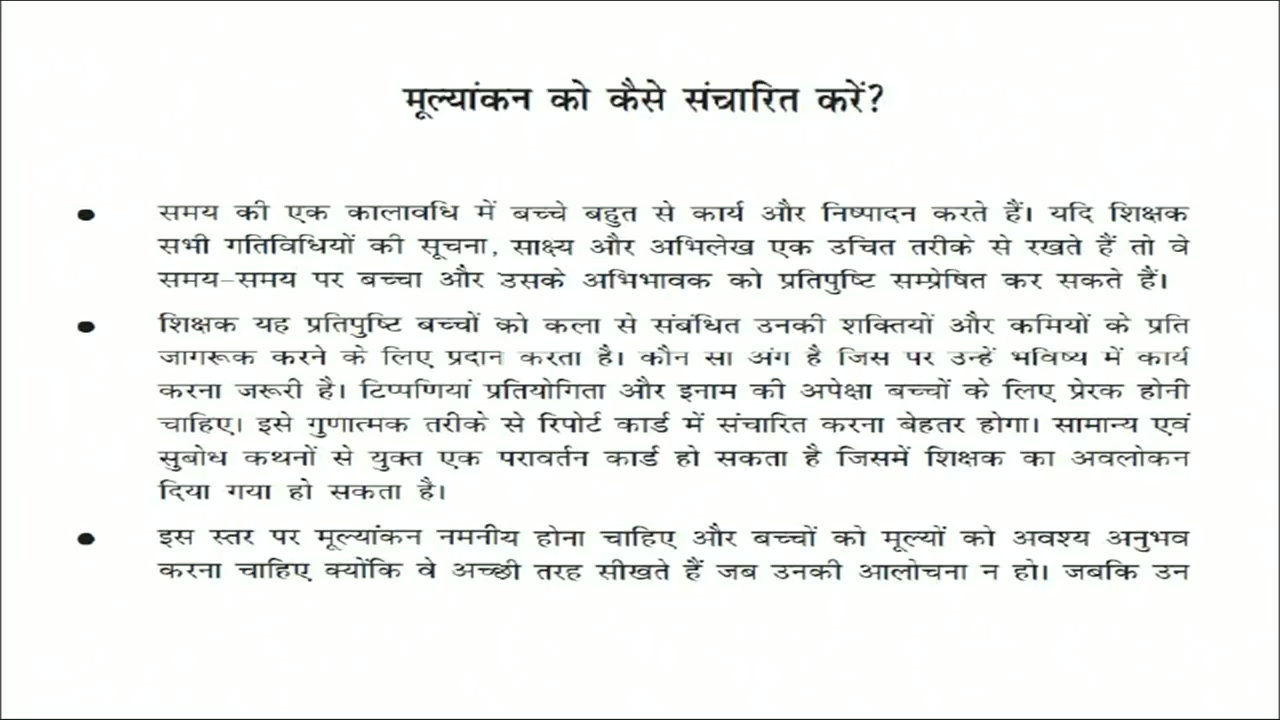 मूल्यांकन को कैसे संचारित करें?
● समय की एक कालावधि में बच्चे बहुत से कार्य और निष्पादन करते हैं। यदि शिक्षक
सभी गतिविधियों की सूचना, साक्ष्य और अभिलेख एक उचित तरीके से रखते हैं तो वे
समय-समय पर बच्चा और उसके अभिभावक को प्रतिपुष्टि सम्प्रेषित कर सकते हैं।
● शिक्षक यह प्रतिपुष्टि बच्चों को कला से संबंधित उनकी शक्तियों और कमियों के प्रति
जागरूक करने के लिए प्रदान करता है। कौन सा अंग है जिस पर उन्हें भविष्य में कार्य
करना जरूरी है। टिप्पणियां प्रतियोगिता और इनाम की अपेक्षा बच्चों के लिए प्रेरक होनी
चाहिए। इसे गुणात्मक तरीके से रिपोर्ट कार्ड में संचारित करना बेहतर होगा। सामान्य एवं
सुबोध कथनों से युक्त एक परावर्तन कार्ड हो सकता है जिसमें शिक्षक का अवलोकन
दिया गया हो सकता है।
● इस स्तर पर मूल्यांकन नमनीय होना चाहिए और बच्चों को मूल्यों को अवश्य अनुभव
करना चाहिए क्योंकि वे अच्छी तरह सीखते हैं जब उनकी आलोचना न हो। जबकि उन